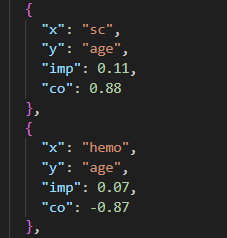 {
"x": "sc",
"y": "age",
"imp": 0.11,
"co": 0.88
},
{
"x": "hemo",
"y": "age",
"imp": 0.07,
"co": -0.87
},